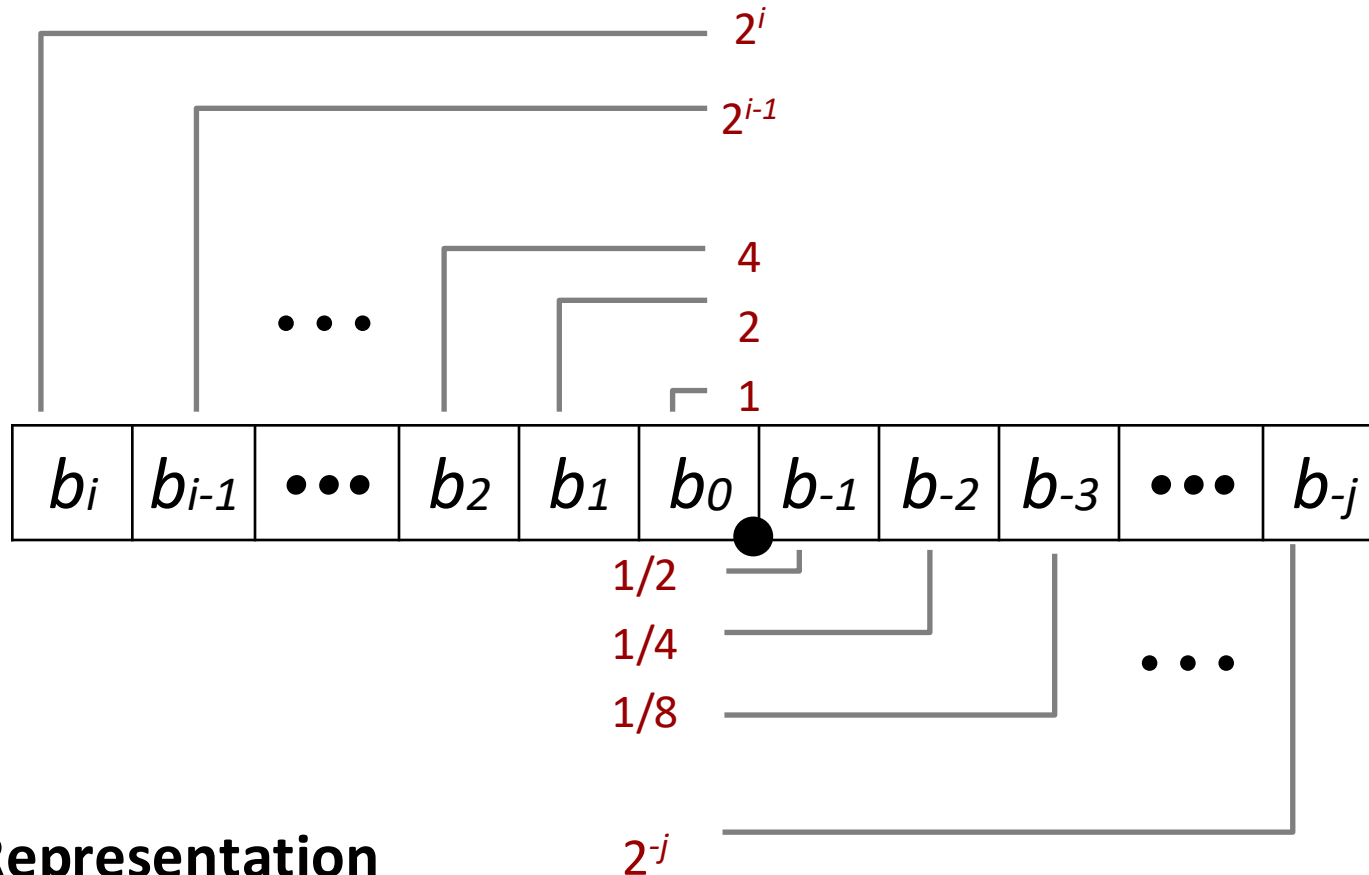 2^i
2^{i-1}
4
2
1
b_i b_{i-1} ••• b_2 b_1 b_0 . b_{-1} b_{-2} b_{-3} ••• b_{-j}
1/2
1/4
1/8
2^{-j}
Representation